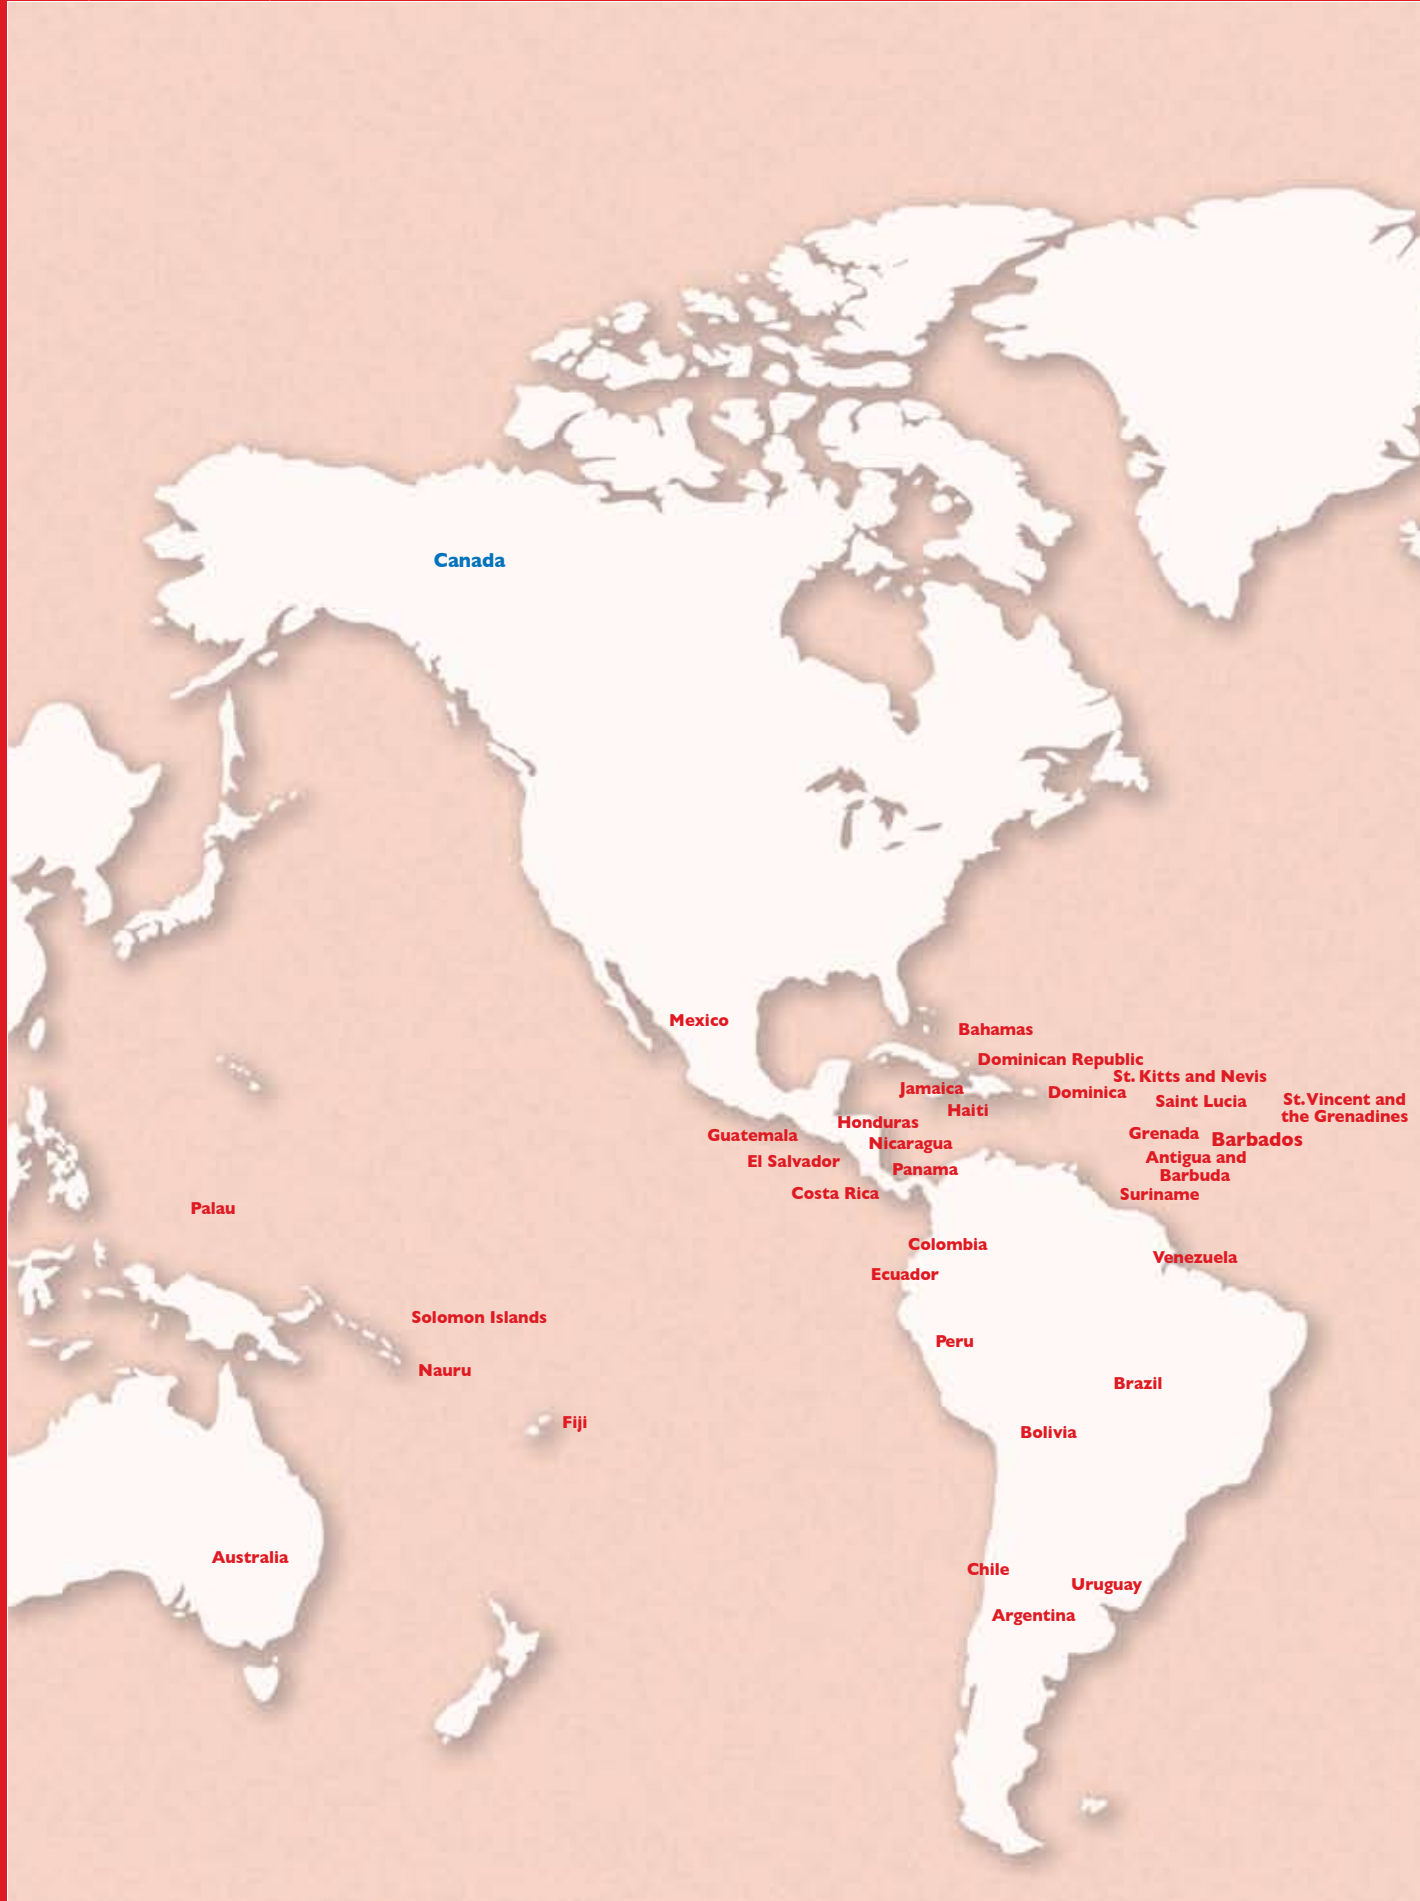 Canada
Mexico
Bahamas
Dominican Republic
St. Kitts and Nevis
Jamaica
Dominica
Saint Lucia
St. Vincent and
the Grenadines
Haiti
Honduras
Guatemala
Nicaragua
Grenada
Barbados
El Salvador
Antigua and
Barbuda
Panama
Costa Rica
Suriname
Palau
Colombia
Venezuela
Ecuador
Solomon Islands
Peru
Nauru
Brazil
Fiji
Bolivia
Australia
Chile
Uruguay
Argentina